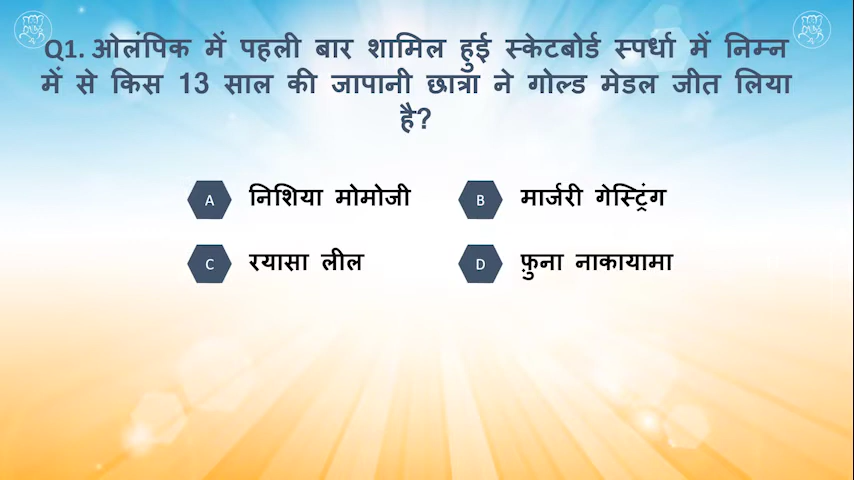 Q1. ओलंपिक में पहली बार शामिल हुई स्केटबोर्ड स्पर्धा में निम्न
में से किस 13 साल की जापानी छात्रा ने गोल्ड मेडल जीत लिया
है?
A निशिया मोमोजी B मार्जरी गेस्ट्रिंग
C रयासा लील D फ़ुना नाकायामा